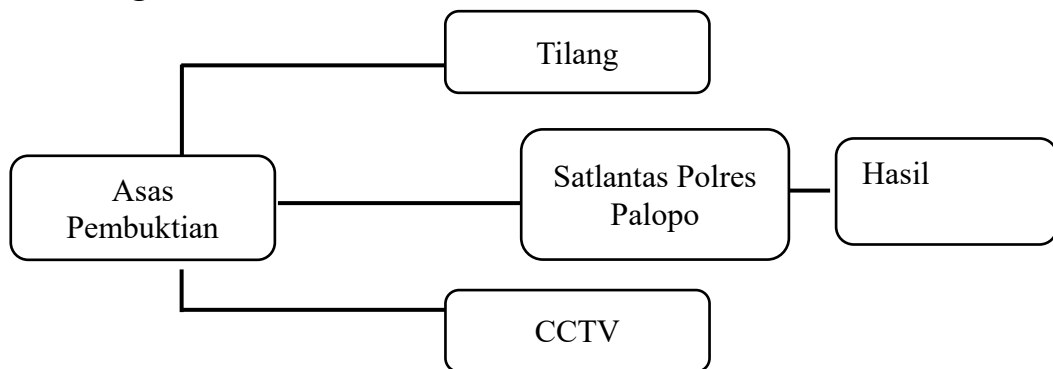 Tilang
Asas
Pembuktian
Satlantas Polres
Palopo
Hasil
CCTV